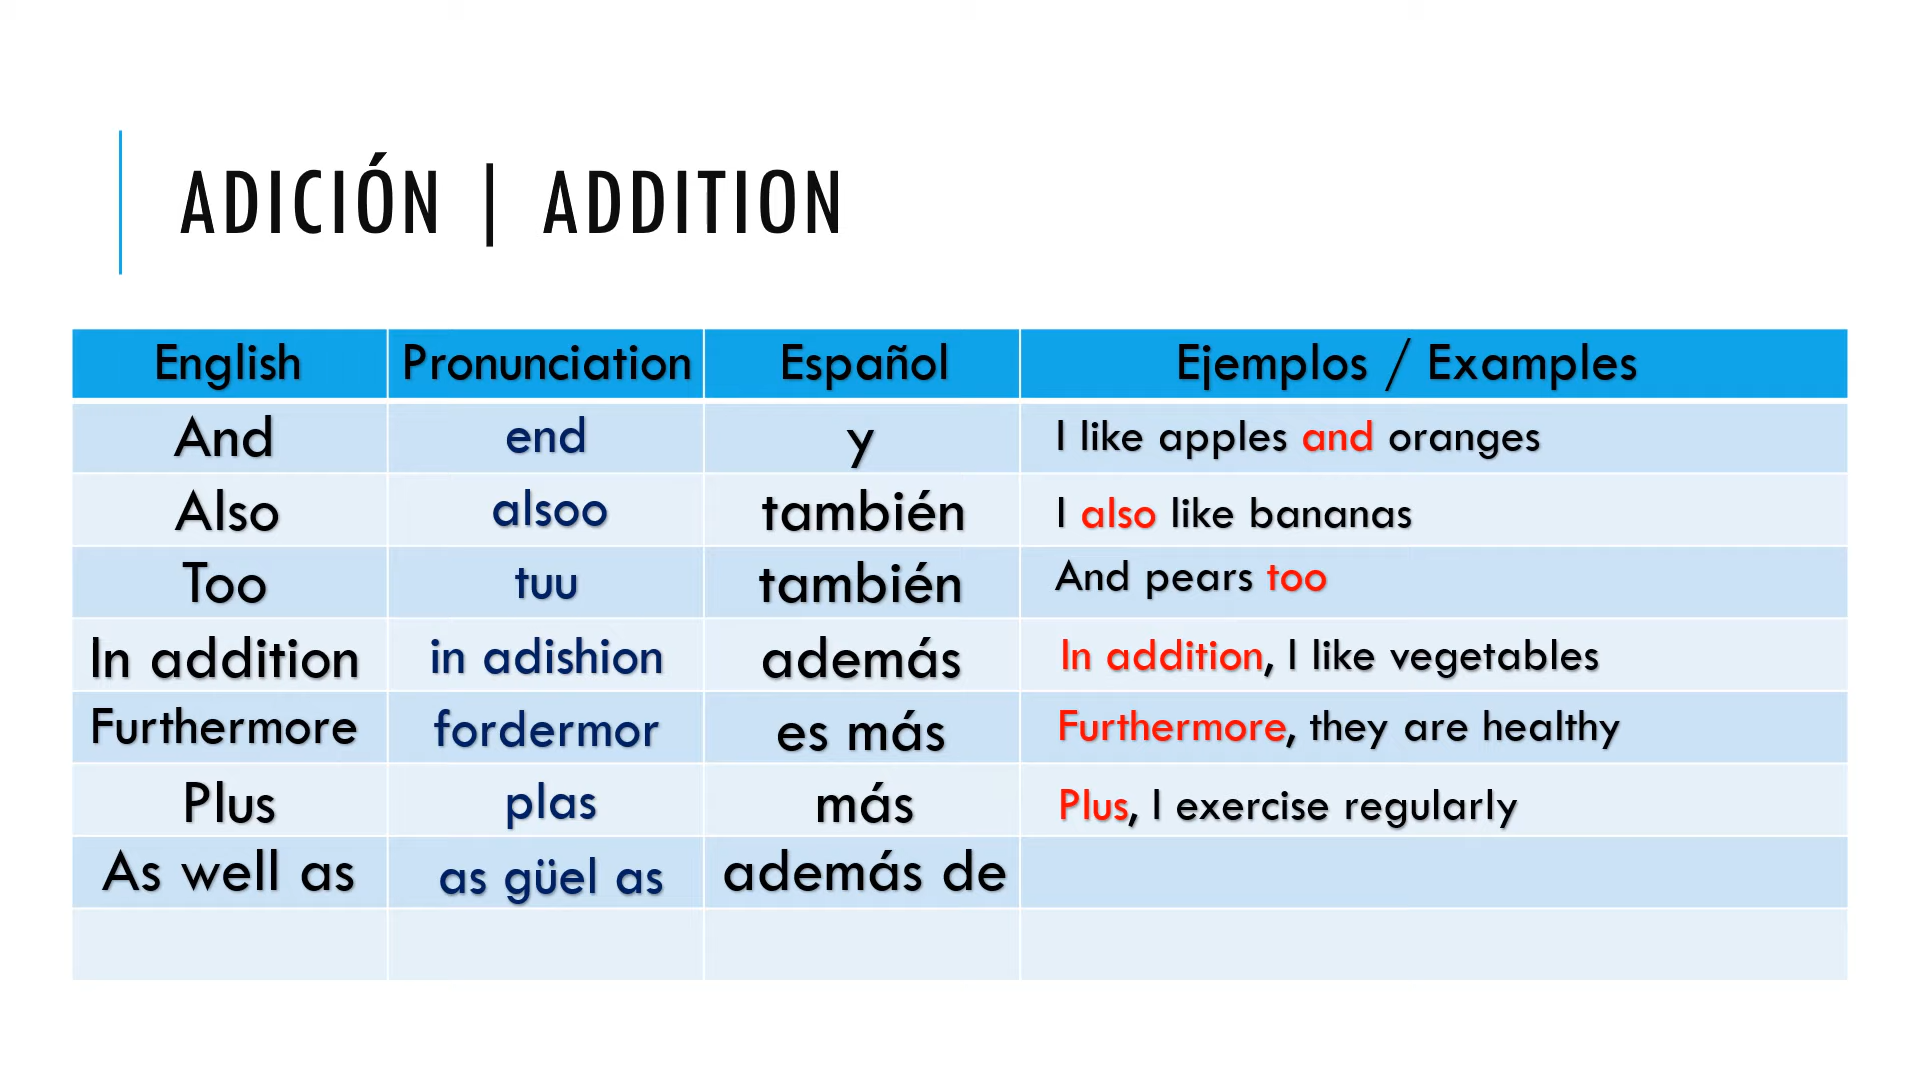 ADICIÓN | ADDITION
English Pronunciation Español Ejemplos / Examples
And end y I like apples and oranges
Also alsoo también I also like bananas
Too tuu también And pears too
In addition in adishion además In addition, I like vegetables
Furthermore fordermor es más Furthermore, they are healthy
Plus plas más Plus, I exercise regularly
As well as as güel as además de